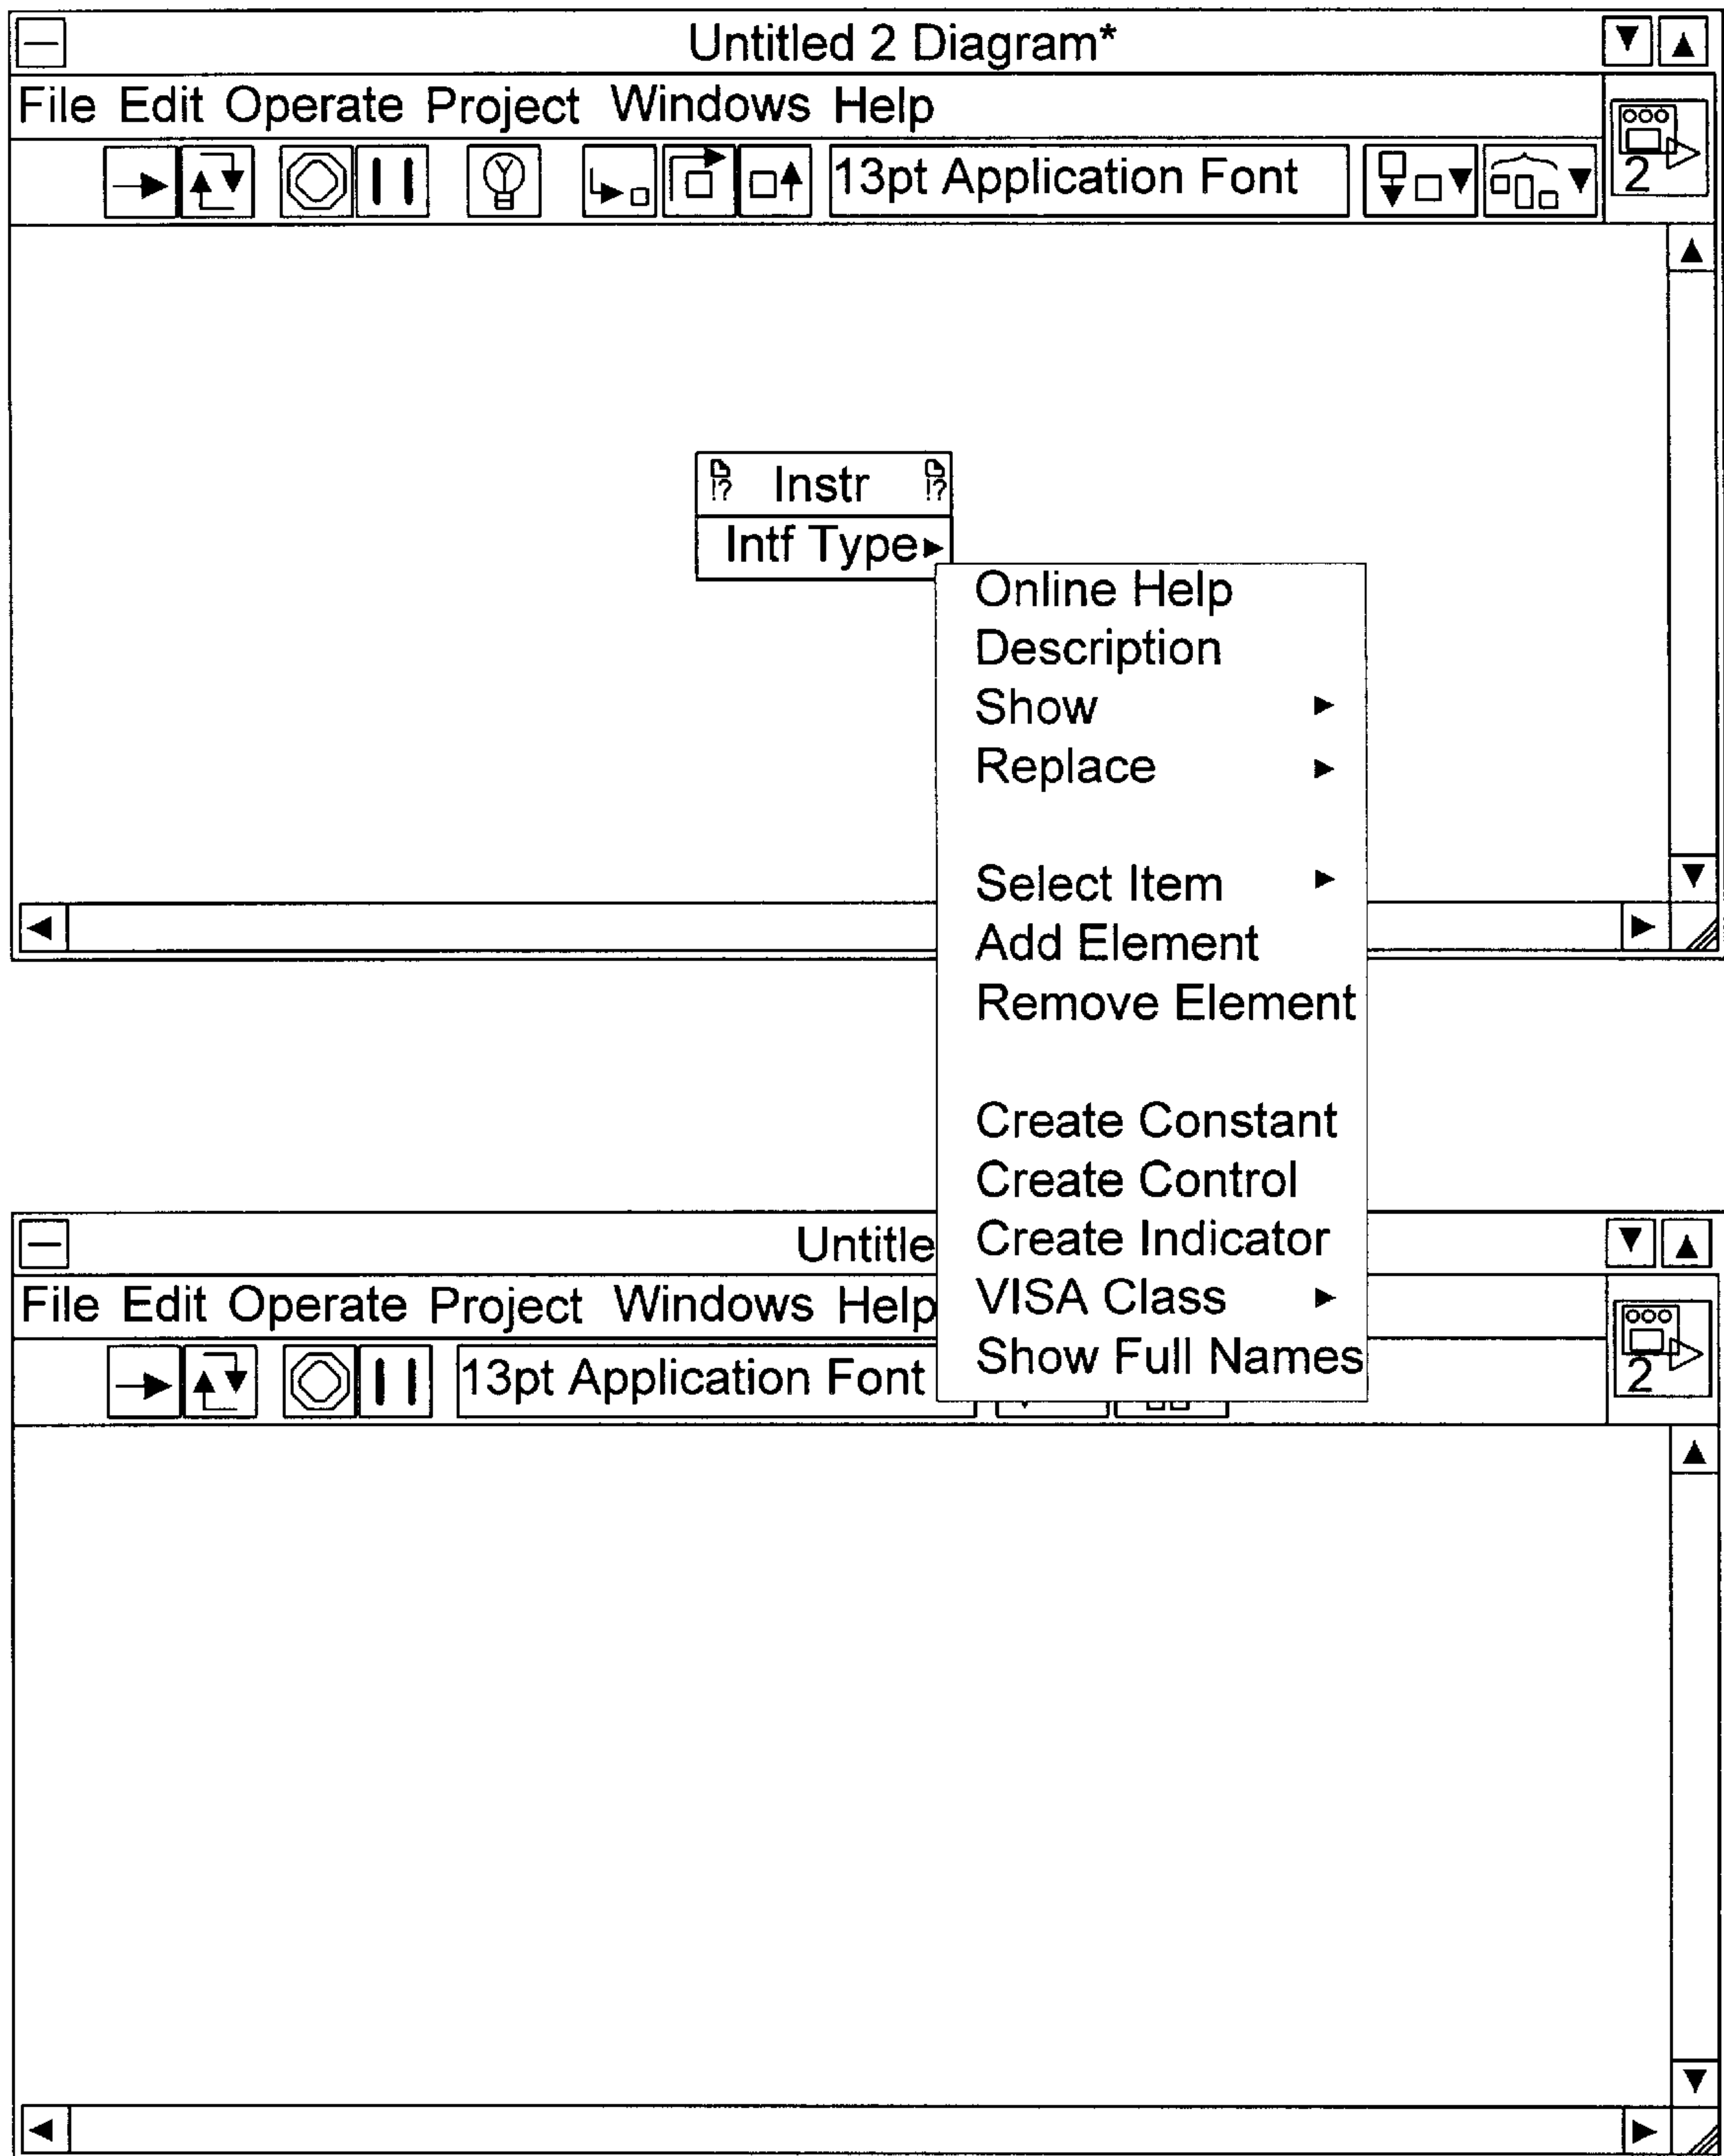 Untitled 2 Diagram*
File Edit Operate Project Windows Help
13pt Application Font
2
!? Instr !?
Intf Type
Online Help
Description
Show
Replace
Select Item
Add Element
Remove Element
Create Constant
Create Control
Create Indicator
VISA Class
Show Full Names
Untitle
File Edit Operate Project Windows Help
13pt Application Font
2